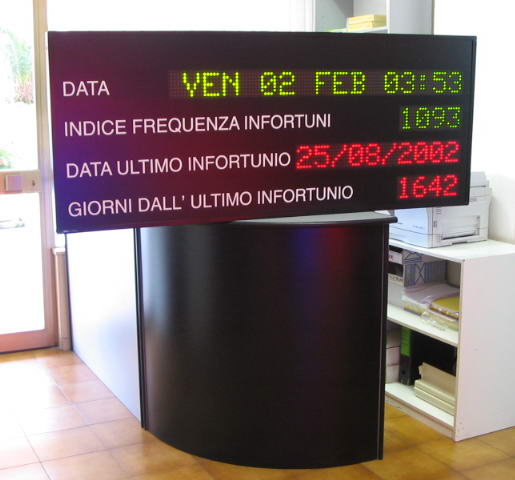 DATA VEN 02 FEB 03:53
INDICE FREQUENZA INFORTUNI 1093
DATA ULTIMO INFORTUNIO 25/08/2002
GIORNI DALL' ULTIMO INFORTUNIO 1642